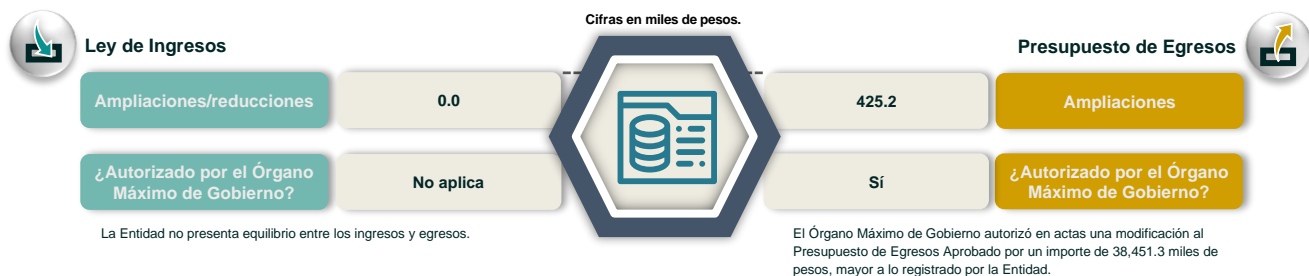 Cifras en miles de pesos.
Ley de Ingresos
Presupuesto de Egresos
Ampliaciones/reducciones
0.0
425.2
Ampliaciones
¿Autorizado por el Órgano
Máximo de Gobierno?
No aplica
Sí
¿Autorizado por el Órgano
Máximo de Gobierno?
La Entidad no presenta equilibrio entre los ingresos y egresos.
El Órgano Máximo de Gobierno autorizó en actas una modificación al
Presupuesto de Egresos Aprobado por un importe de 38,451.3 miles de
pesos, mayor a lo registrado por la Entidad.